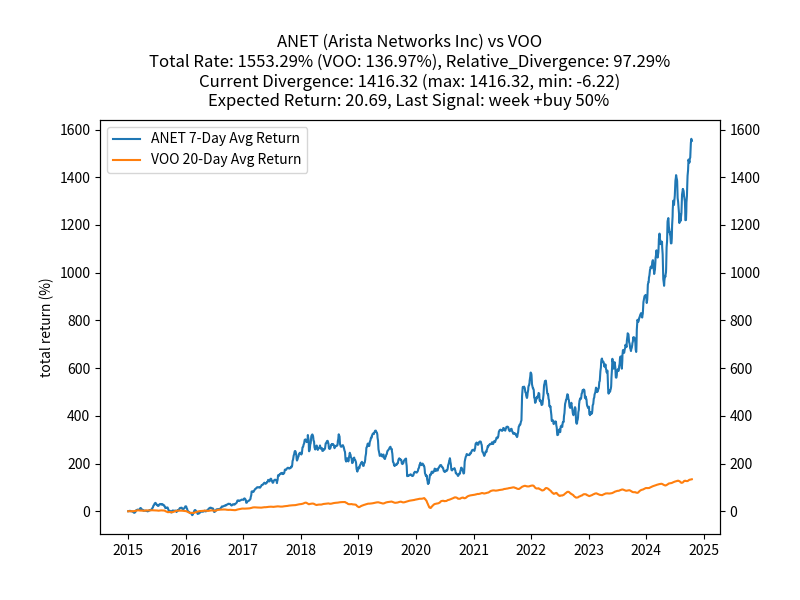 ANET (Arista Networks Inc) vs VOO
Total Rate: 1553.29% (VOO: 136.97%), Relative_Divergence: 97.29%
Current Divergence: 1416.32 (max: 1416.32, min: -6.22)
Expected Return: 20.69, Last Signal: week +buy 50%
ANET 7-Day Avg Return
VOO 20-Day Avg Return
total return (%)
1600 1600
1400 1400
1200 1200
1000 1000
800 800
600 600
400 400
200 200
0 0
2015 2016 2017 2018 2019 2020 2021 2022 2023 2024 2025